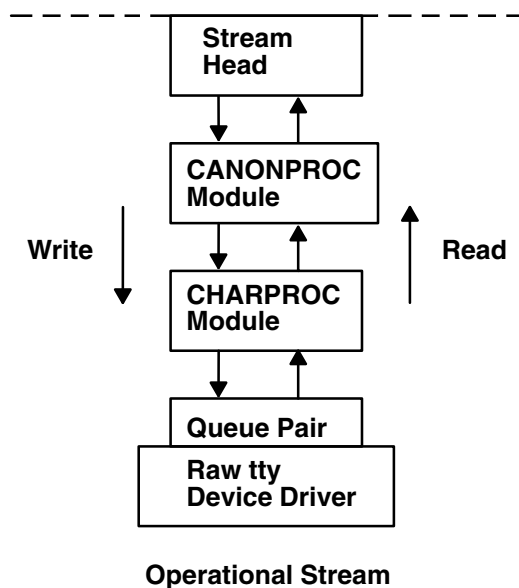 Stream
Head
CANONPROC
Module
Write
Read
CHARPROC
Module
Queue Pair
Raw tty
Device Driver
Operational Stream